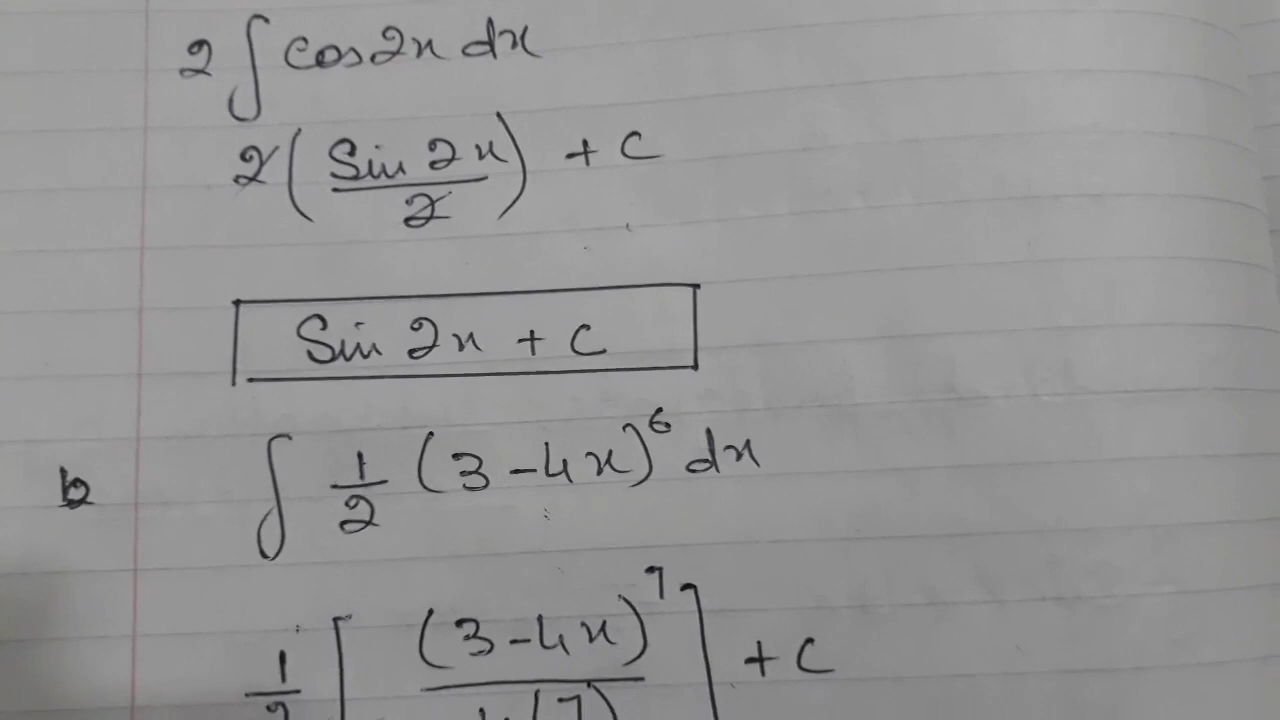 2 ∫ cos2x dx
2 ( Sin 2x / 2 ) + c
Sin 2x + c
b ∫ 1/2 (3-4x)^6 dx
1/2 [ (3-4x)^7 / 4(7) ] + c